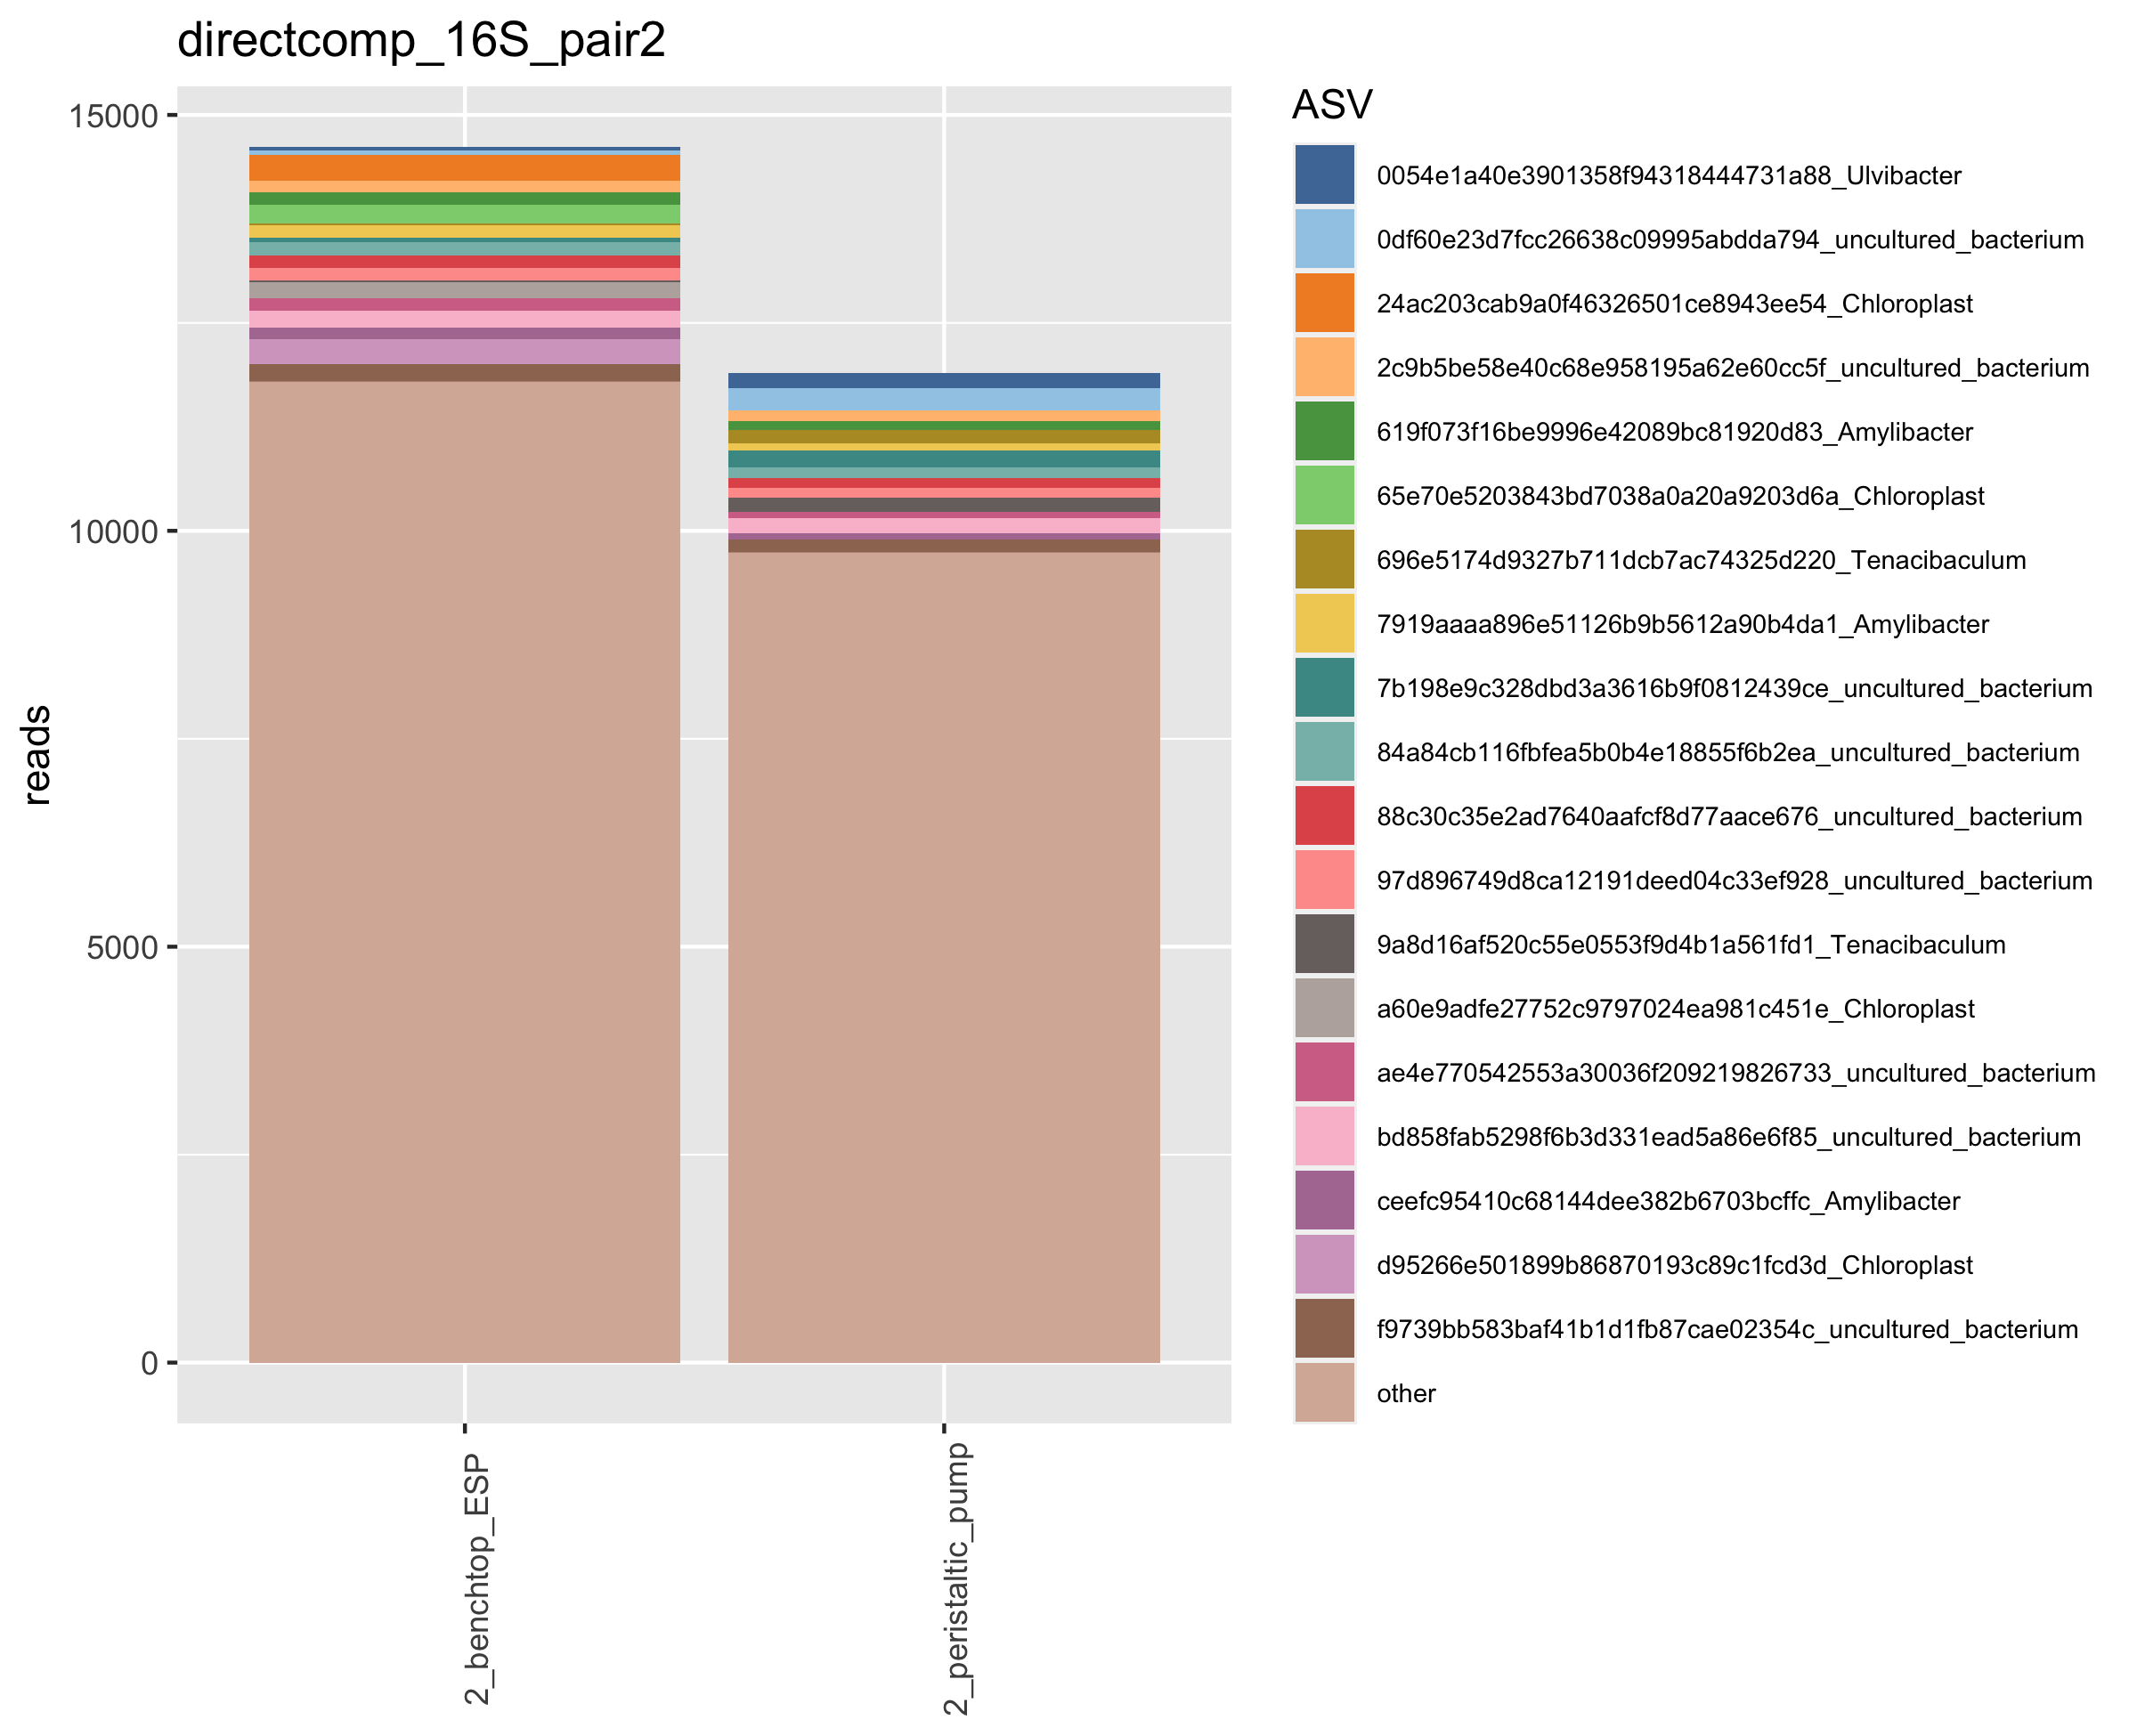 directcomp_16S_pair2
15000
10000
5000
0
reads
2_benchtop_ESP
2_peristaltic_pump
ASV
0054e1a40e3901358f94318444731a88_Ulvibacter
0df60e23d7fcc26638c09995abdda794_uncultured_bacterium
24ac203cab9a0f46326501ce8943ee54_Chloroplast
2c9b5be58e40c68e958195a62e60cc5f_uncultured_bacterium
619f073f16be9996e42089bc81920d83_Amylibacter
65e70e5203843bd7038a0a20a9203d6a_Chloroplast
696e5174d9327b711dcb7ac74325d220_Tenacibaculum
7919aaaa896e51126b9b5612a90b4da1_Amylibacter
7b198e9c328dbd3a3616b9f0812439ce_uncultured_bacterium
84a84cb116fbfea5b0b4e18855f6b2ea_uncultured_bacterium
88c30c35e2ad7640aafcf8d77aace676_uncultured_bacterium
97d896749d8ca12191deed04c33ef928_uncultured_bacterium
9a8d16af520c55e0553f9d4b1a561fd1_Tenacibaculum
a60e9adfe27752c9797024ea981c451e_Chloroplast
ae4e770542553a30036f209219826733_uncultured_bacterium
bd858fab5298f6b3d331ead5a86e6f85_uncultured_bacterium
ceefc95410c68144dee382b6703bcffc_Amylibacter
d95266e501899b86870193c89c1fcd3d_Chloroplast
f9739bb583baf41b1d1fb87cae02354c_uncultured_bacterium
other